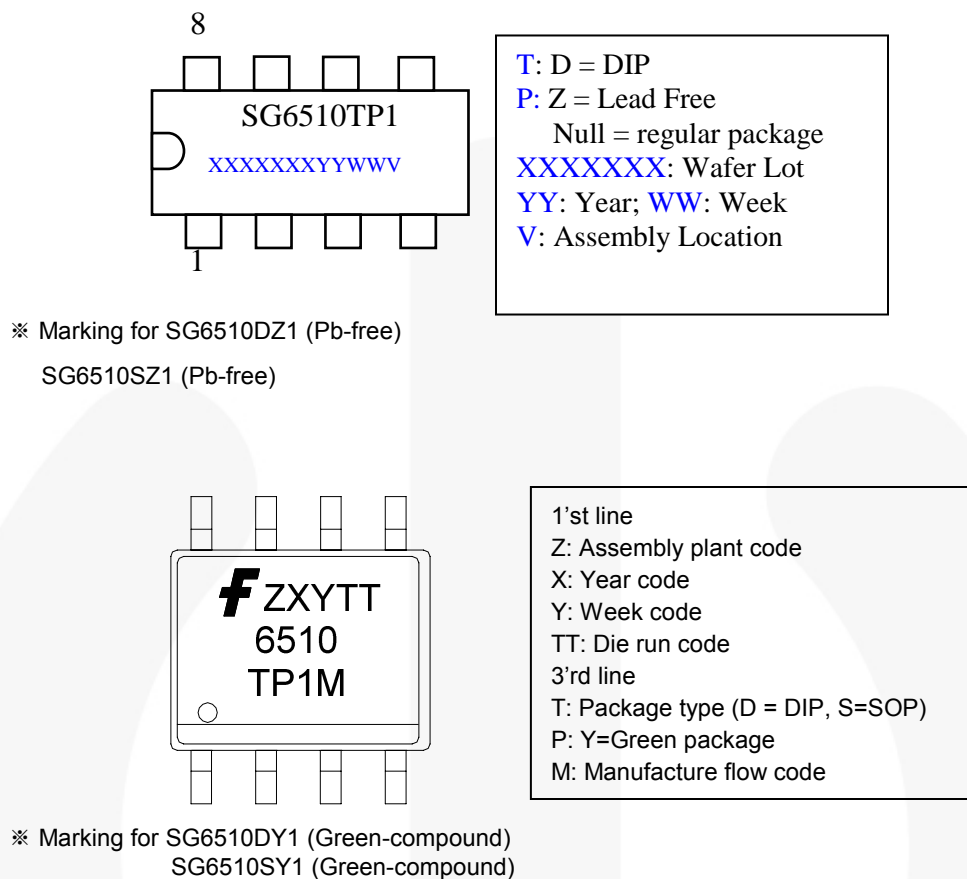 8
SG6510TP1
XXXXXXXYYWWV
1
T: D = DIP
P: Z = Lead Free
Null = regular package
XXXXXXX: Wafer Lot
YY: Year; WW: Week
V: Assembly Location
※ Marking for SG6510DZ1 (Pb-free)
SG6510SZ1 (Pb-free)
ZXYTT
6510
TP1M
1’st line
Z: Assembly plant code
X: Year code
Y: Week code
TT: Die run code
3’rd line
T: Package type (D = DIP, S=SOP)
P: Y=Green package
M: Manufacture flow code
※ Marking for SG6510DY1 (Green-compound)
SG6510SY1 (Green-compound)